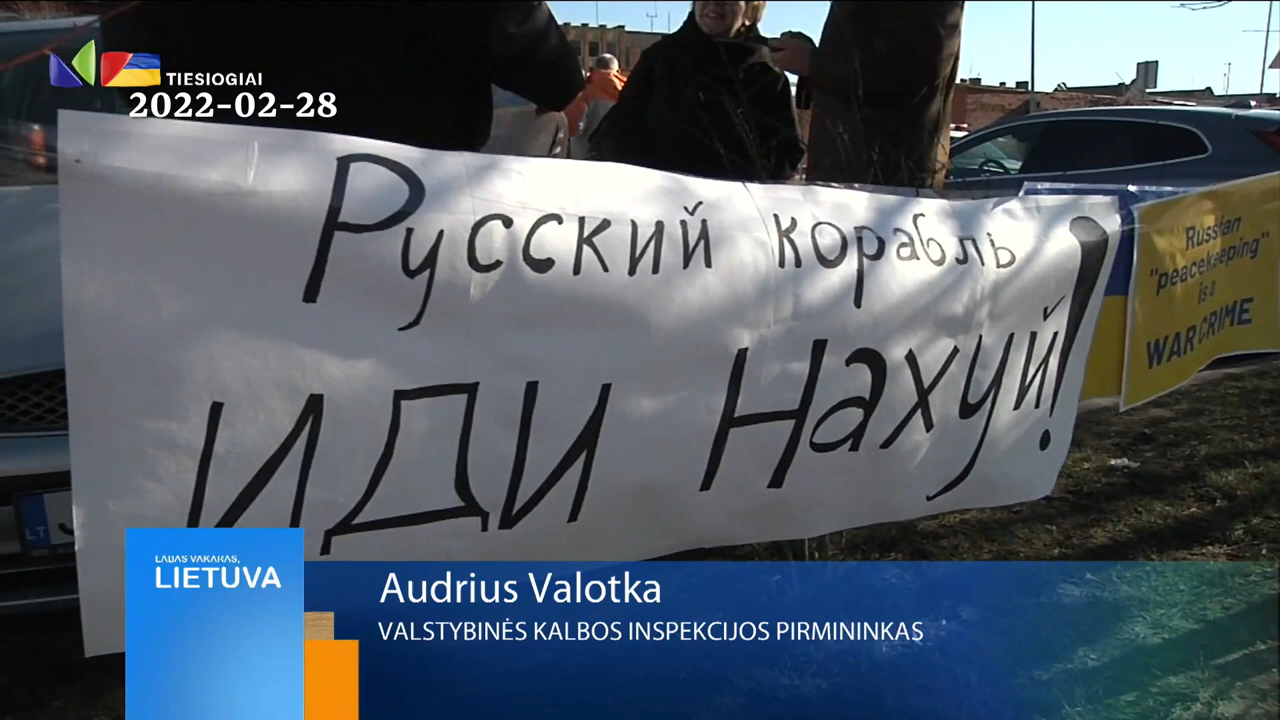 TIESIOGIAI
2022-02-28
Русский корабль
иди Нахуй!
Russian
"peacekeeping"
is a
WAR CRIME
LT
LABAS VAKARAS,
LIETUVA
Audrius Valotka
VALSTYBINĖS KALBOS INSPEKCIJOS PIRMININKAS